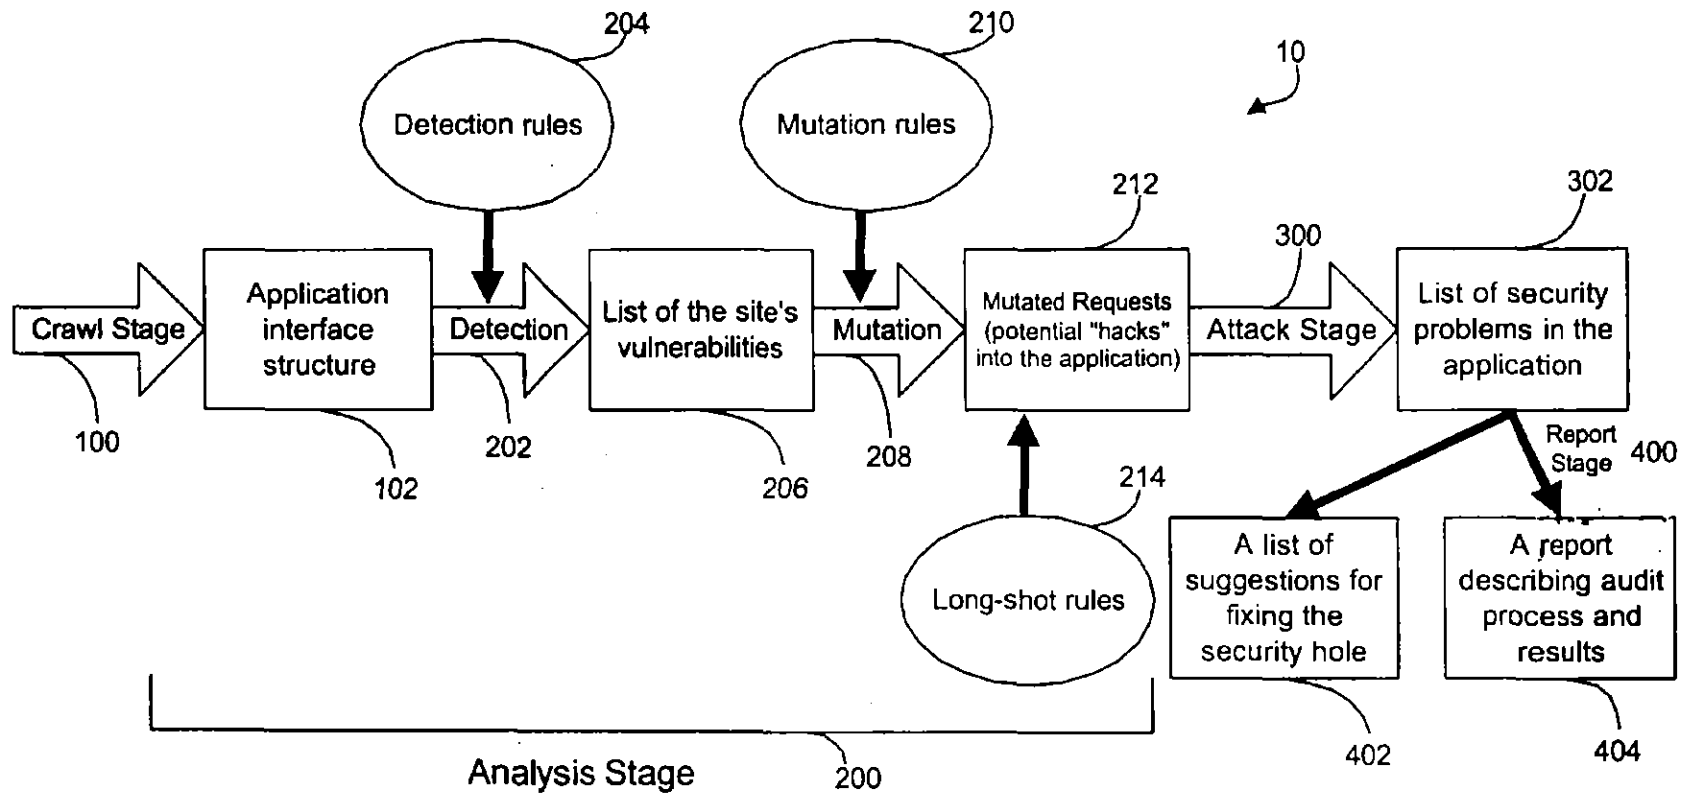 204
210
10
Detection rules
Mutation rules
212
302
300
Crawl Stage
Application
interface
structure
Detection
List of the site's
vulnerabilities
Mutation
Mutated Requests
(potential "hacks"
into the application)
Attack Stage
List of security
problems in the
application
100
102
202
206
208
214
Report
Stage
400
Long-shot rules
A list of
suggestions for
fixing the
security hole
A report
describing audit
process and
results
402
404
Analysis Stage
200